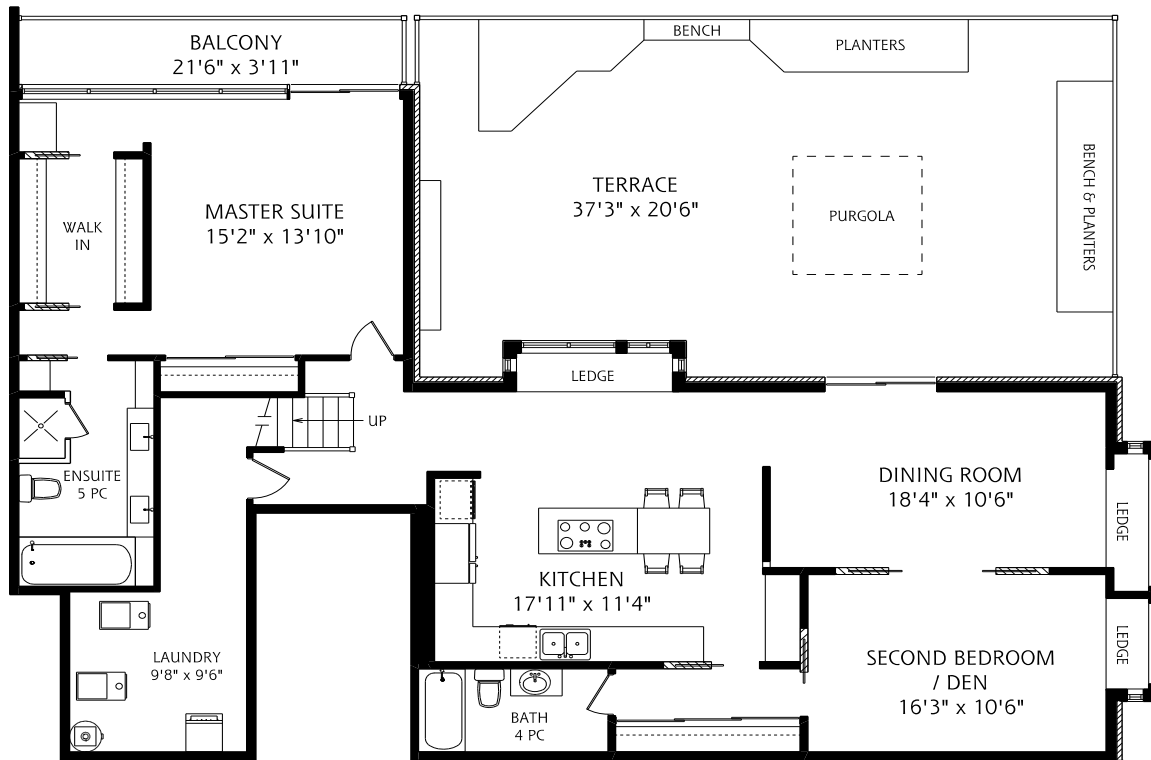 BALCONY
21'6" x 3'11"
BENCH
PLANTERS
TERRACE
37'3" x 20'6"
PURGOLA
BENCH & PLANTERS
MASTER SUITE
15'2" x 13'10"
WALK
IN
LEDGE
UP
ENSUITE
5 PC
DINING ROOM
18'4" x 10'6"
LEDGE
KITCHEN
17'11" x 11'4"
LAUNDRY
9'8" x 9'6"
SECOND BEDROOM
/ DEN
16'3" x 10'6"
LEDGE
BATH
4 PC